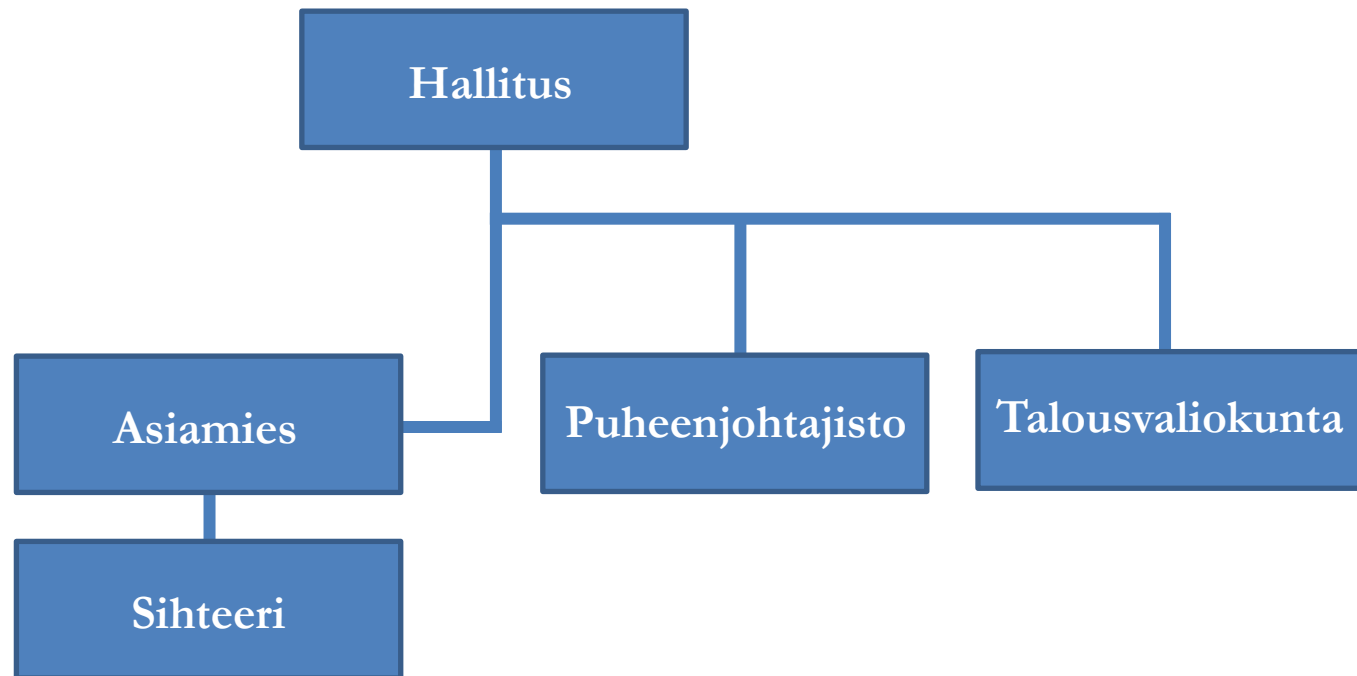 Hallitus
Asiamies
Puheenjohtajisto
Talousvaliokunta
Sihteeri